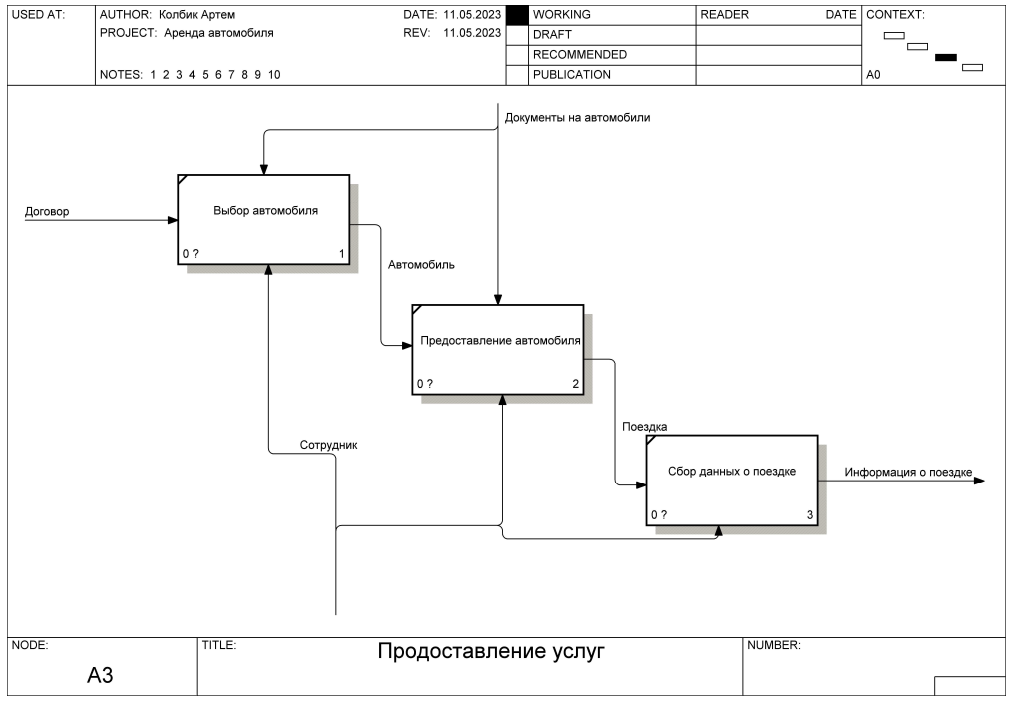 USED AT:
AUTHOR: Колбик Артем
DATE: 11.05.2023
PROJECT: Аренда автомобиля
REV: 11.05.2023
NOTES: 1 2 3 4 5 6 7 8 9 10
WORKING
DRAFT
RECOMMENDED
PUBLICATION
READER DATE
CONTEXT:
A0
Документы на автомобили
Договор
Выбор автомобиля
0 ? 1
Автомобиль
Предоставление автомобиля
0 ? 2
Сотрудник
Поездка
Сбор данных о поездке
0 ? 3
Информация о поездке
NODE:
A3
TITLE:
Продоставление услуг
NUMBER: